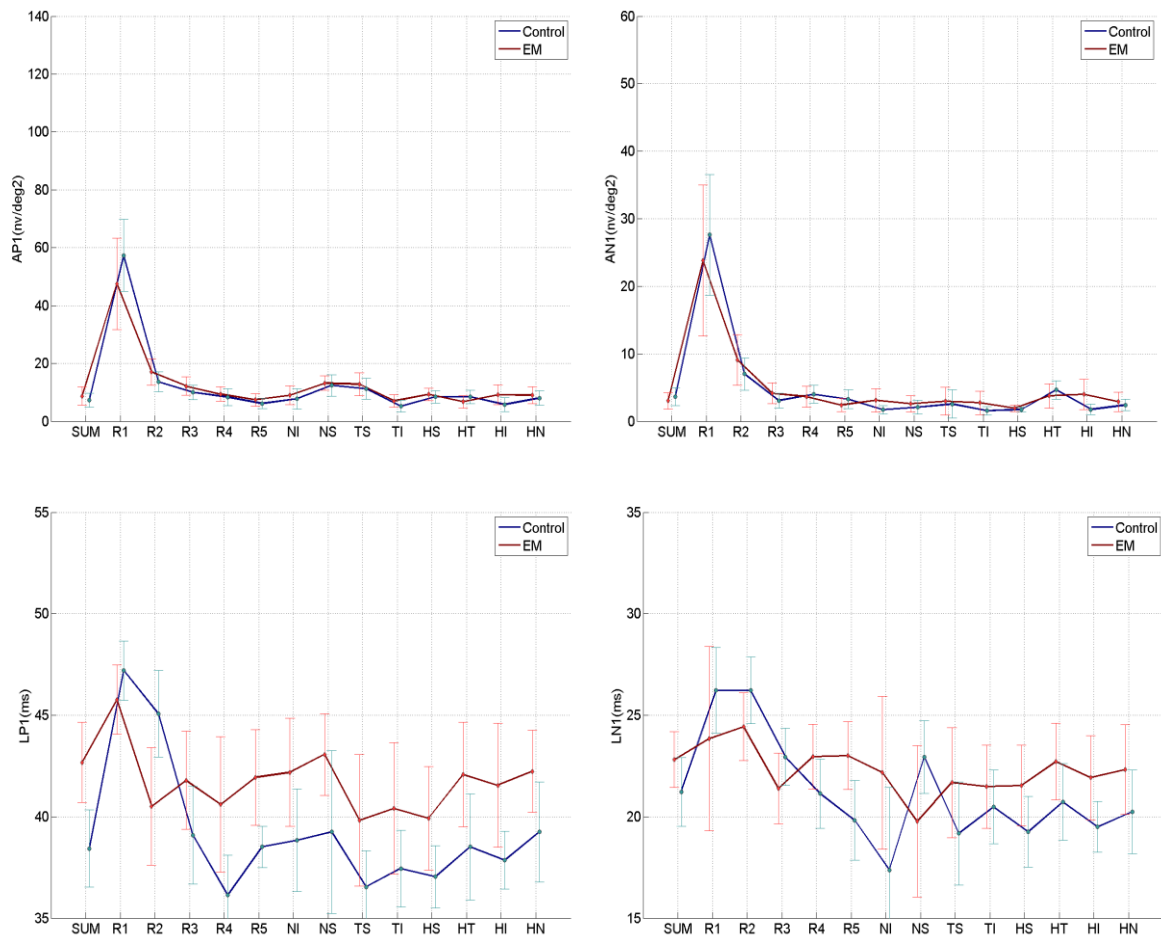 140
120
100
80
60
40
20
0
AP1(nv/deg2)
Control
EM
SUM R1 R2 R3 R4 R5 NI NS TS TI HS HT HI HN
60
50
40
30
20
10
0
AN1(nv/deg2)
Control
EM
SUM R1 R2 R3 R4 R5 NI NS TS TI HS HT HI HN
55
50
45
40
35
LP1(ms)
Control
EM
SUM R1 R2 R3 R4 R5 NI NS TS TI HS HT HI HN
35
30
25
20
15
LN1(ms)
Control
EM
SUM R1 R2 R3 R4 R5 NI NS TS TI HS HT HI HN